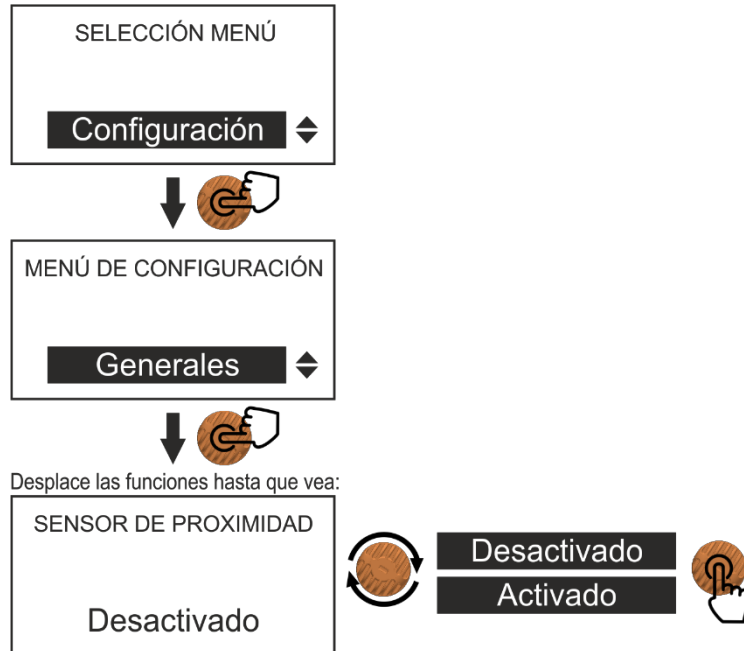 SELECCIÓN MENÚ
Configuración
MENÚ DE CONFIGURACIÓN
Generales
Desplace las funciones hasta que vea:
SENSOR DE PROXIMIDAD
Desactivado
Desactivado
Activado